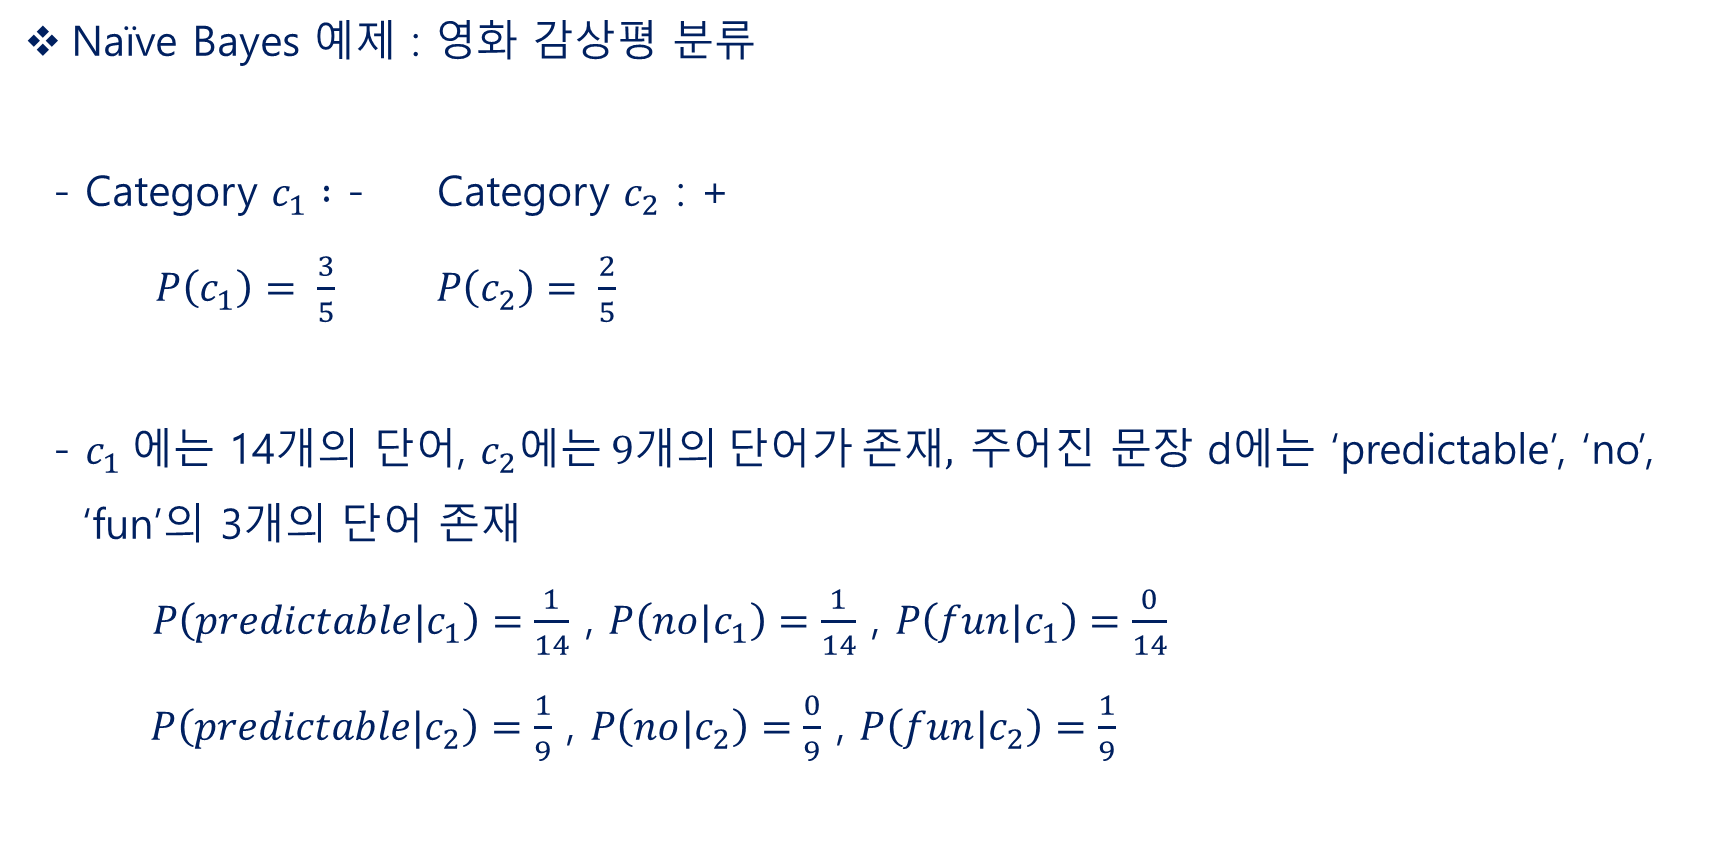 ❖ Naïve Bayes 예제 : 영화 감상평 분류
- Category c₁ : - Category c₂ : +
P(c₁) = 3/5 P(c₂) = 2/5
- c₁ 에는 14개의 단어, c₂에는 9개의 단어가 존재, 주어진 문장 d에는 ‘predictable’, ‘no’,
‘fun’의 3개의 단어 존재
P(predictable|c₁) = 1/14 , P(no|c₁) = 1/14 , P(fun|c₁) = 0/14
P(predictable|c₂) = 1/9 , P(no|c₂) = 0/9 , P(fun|c₂) = 1/9